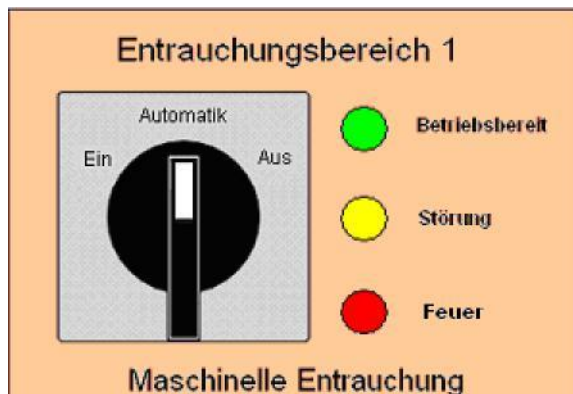 Entrauchungsbereich 1
Automatik
Ein
Aus
Betriebsbereit
Störung
Feuer
Maschinelle Entrauchung